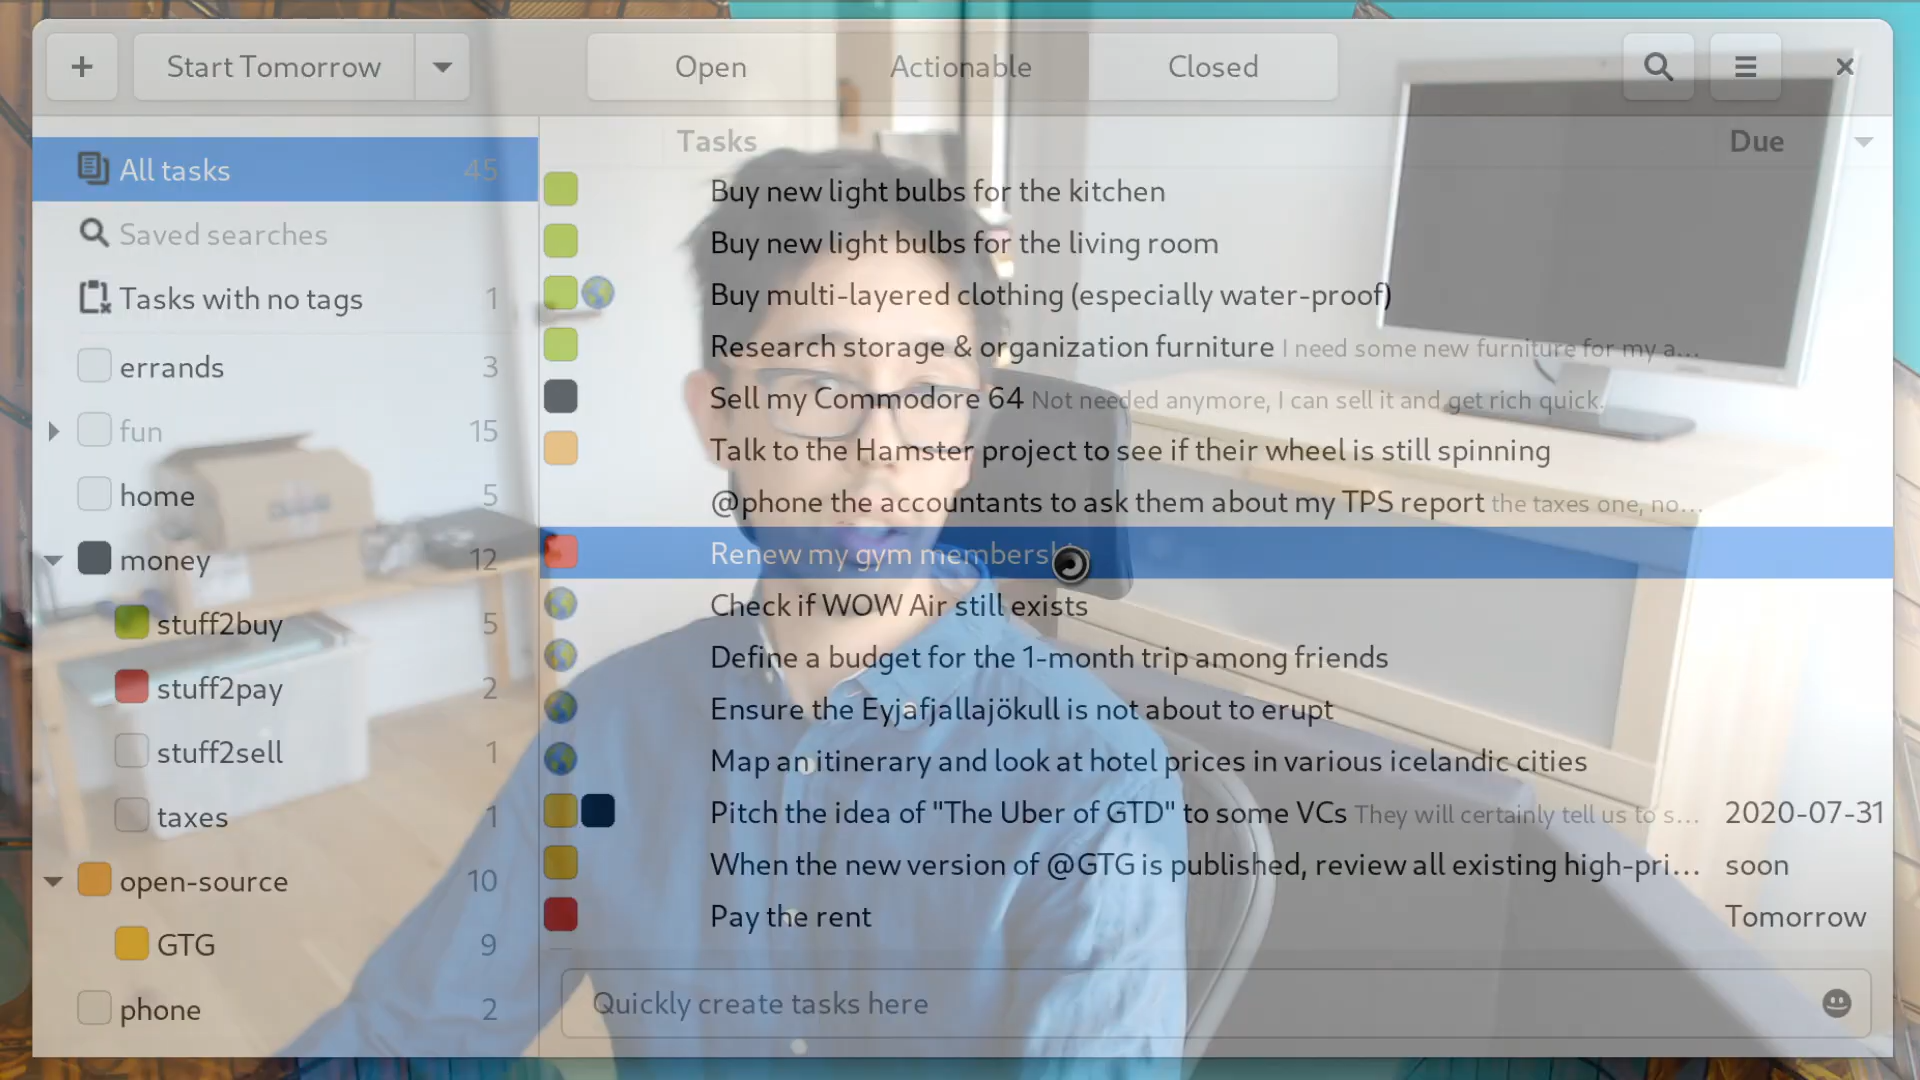 + Start Tomorrow
Open Actionable Closed
All tasks 45
Saved searches
Tasks with no tags 1
errands 3
fun 15
home 5
money 12
stuff2buy 5
stuff2pay 2
stuff2sell 1
taxes 1
open-source 10
GTG 9
phone 2
Tasks Due
Buy new light bulbs for the kitchen
Buy new light bulbs for the living room
Buy multi-layered clothing (especially water-proof)
Research storage & organization furniture I need some new furniture for my a...
Sell my Commodore 64 Not needed anymore, I can sell it and get rich quick.
Talk to the Hamster project to see if their wheel is still spinning
@phone the accountants to ask them about my TPS report the taxes one, no...
Renew my gym membership
Check if WOW Air still exists
Define a budget for the 1-month trip among friends
Ensure the Eyjafjallajökull is not about to erupt
Map an itinerary and look at hotel prices in various icelandic cities
Pitch the idea of "The Uber of GTD" to some VCs They will certainly tell us to s... 2020-07-31
When the new version of @GTG is published, review all existing high-pri... soon
Pay the rent Tomorrow
Quickly create tasks here